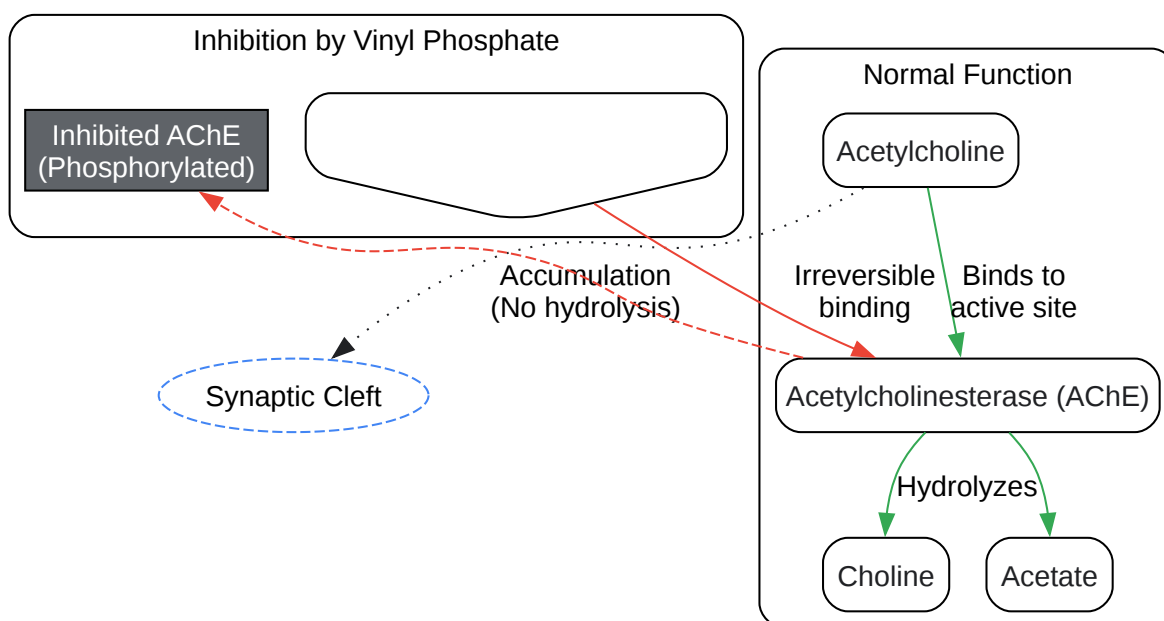 Inhibition by Vinyl Phosphate
Normal Function
Inhibited AChE
(Phosphorylated)
Acetylcholine
Accumulation
(No hydrolysis)
Irreversible
binding
Binds to
active site
Synaptic Cleft
Acetylcholinesterase (AChE)
Hydrolyzes
Choline
Acetate